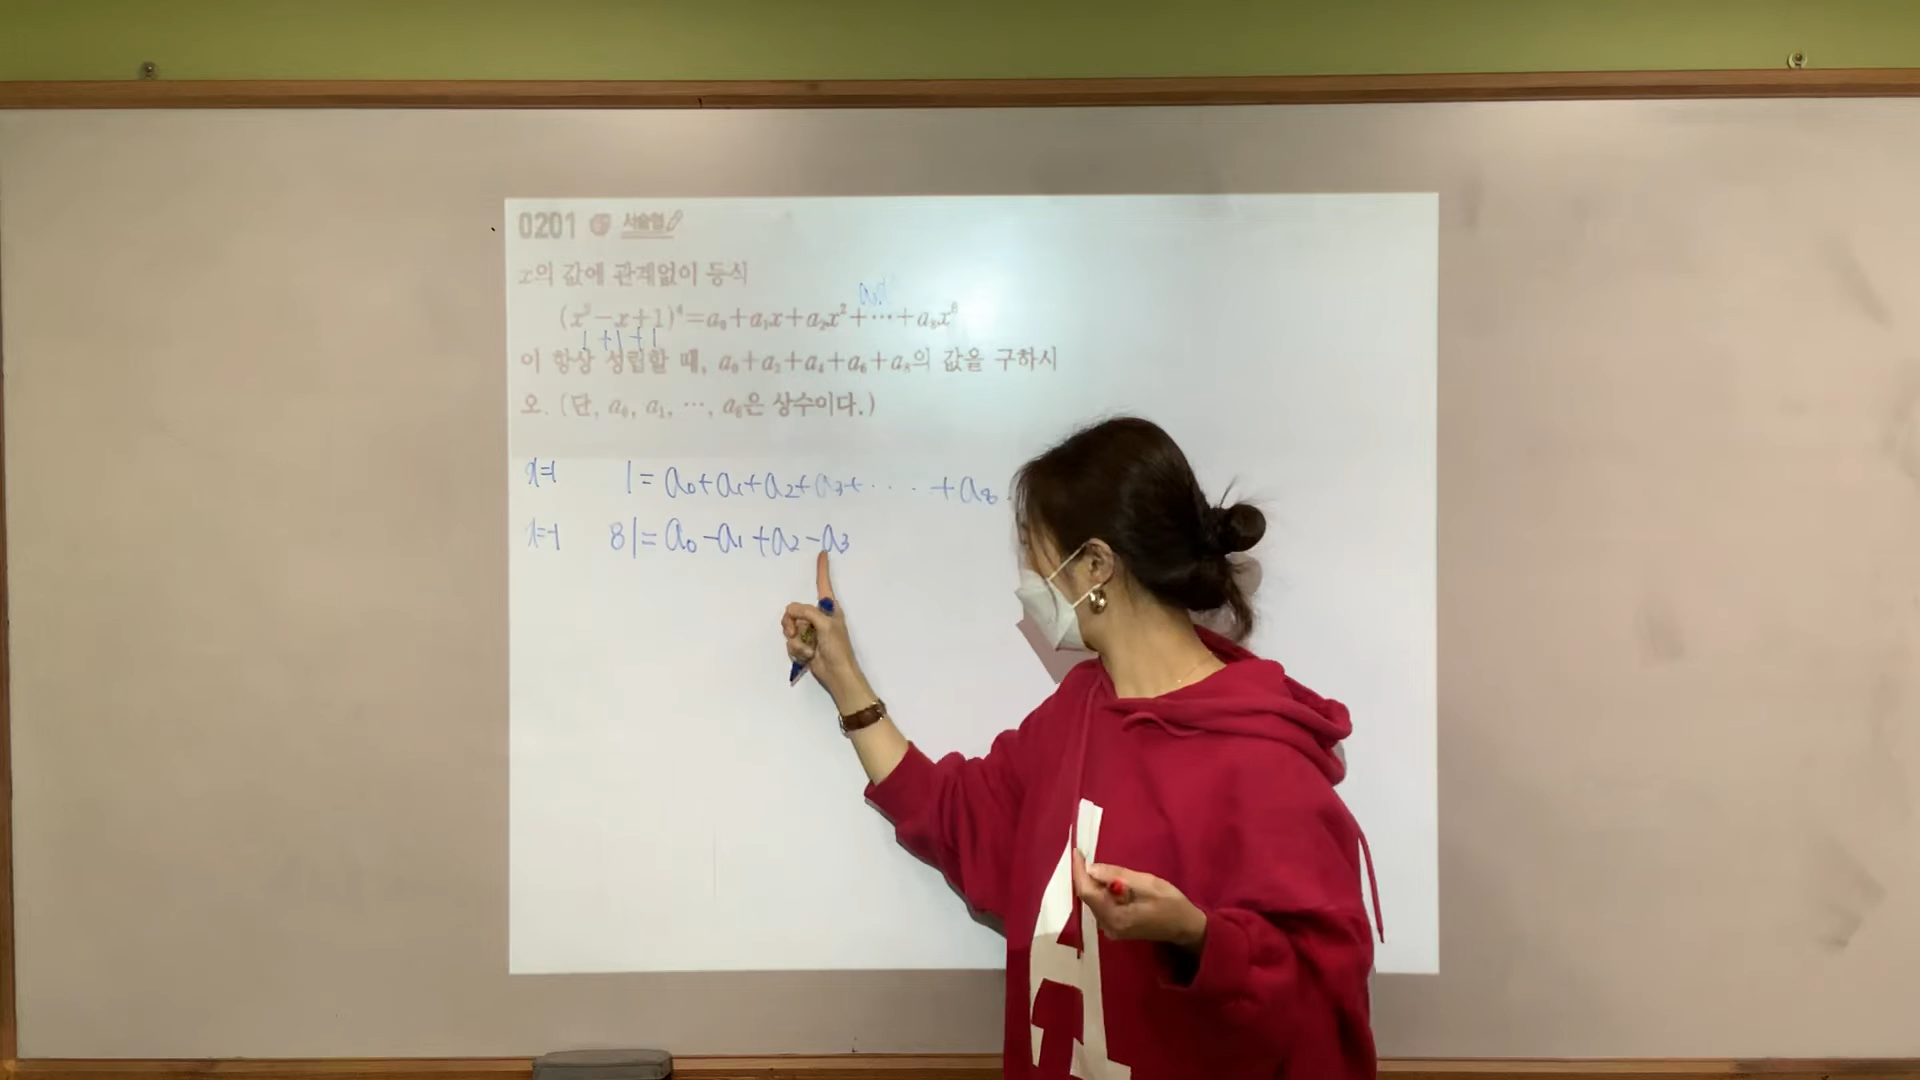 0201 서술형
x의 값에 관계없이 등식
(x²-x+1)⁴=a₀+a₁x+a₂x²+⋯+a₈x⁸
1+1+1
이 항상 성립할 때, a₀+a₂+a₄+a₆+a₈의 값을 구하시
오. (단, a₀, a₁, ⋯, a₈은 상수이다.)
x=1 1=a₀+a₁+a₂+a₃+⋯+a₈
x=-1 81=a₀-a₁+a₂-a₃
A